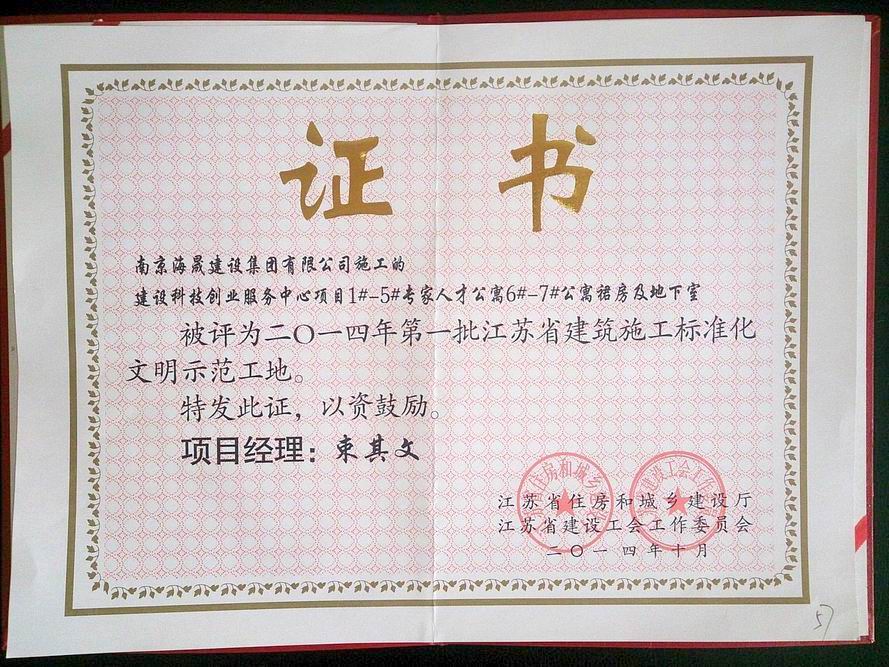 证书
南京海晟建设集团有限公司施工的
建设科技创业服务中心项目1#-5#专家人才公寓6#-7#公寓裙房及地下室
被评为二〇一四年第一批江苏省建筑施工标准化
文明示范工地。
特发此证，以资鼓励。
项目经理：束其文
江苏省住房和城乡建设厅
江苏省建设工会工作委员会
二〇一四年十月
57